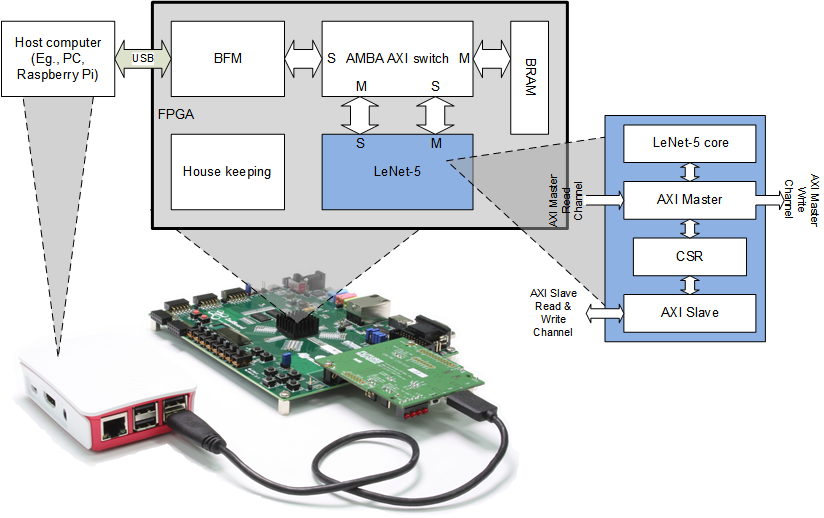 Host computer
(Eg., PC,
Raspberry Pi)
USB
BFM
S
AMBA AXI switch
M
M
S
BRAM
FPGA
House keeping
S
M
LeNet-5
LeNet-5 core
AXI Master
Read
Channel
AXI Master
AXI Master
Write
Channel
CSR
AXI Slave
Read &
Write
Channel
AXI Slave